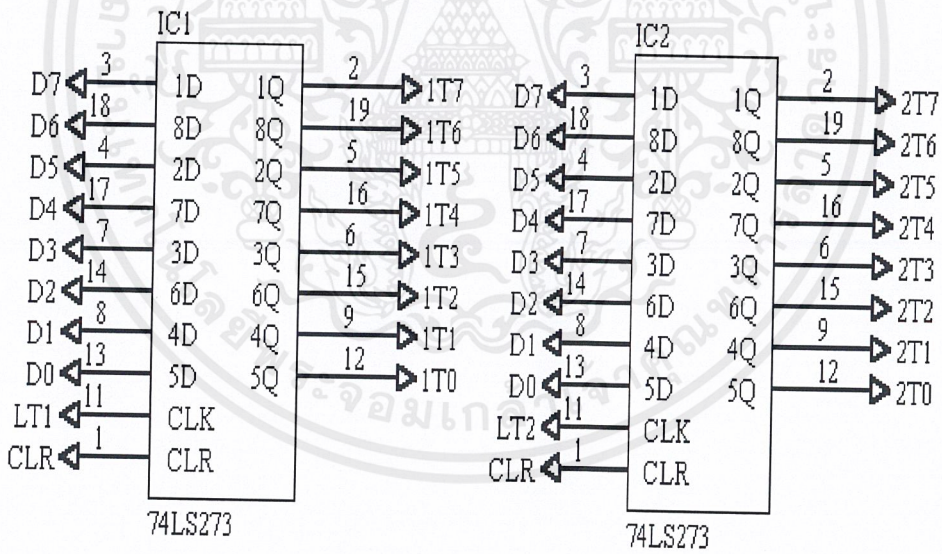 IC1
D7 3 1D 1Q 2 1T7
D6 18 8D 8Q 19 1T6
D5 4 2D 2Q 5 1T5
D4 17 7D 7Q 16 1T4
D3 7 3D 3Q 6 1T3
D2 14 6D 6Q 15 1T2
D1 8 4D 4Q 9 1T1
D0 13 5D 5Q 12 1T0
LT1 11 CLK
CLR 1 CLR
74LS273
IC2
D7 3 1D 1Q 2 2T7
D6 18 8D 8Q 19 2T6
D5 4 2D 2Q 5 2T5
D4 17 7D 7Q 16 2T4
D3 7 3D 3Q 6 2T3
D2 14 6D 6Q 15 2T2
D1 8 4D 4Q 9 2T1
D0 13 5D 5Q 12 2T0
LT2 11 CLK
CLR 1 CLR
74LS273